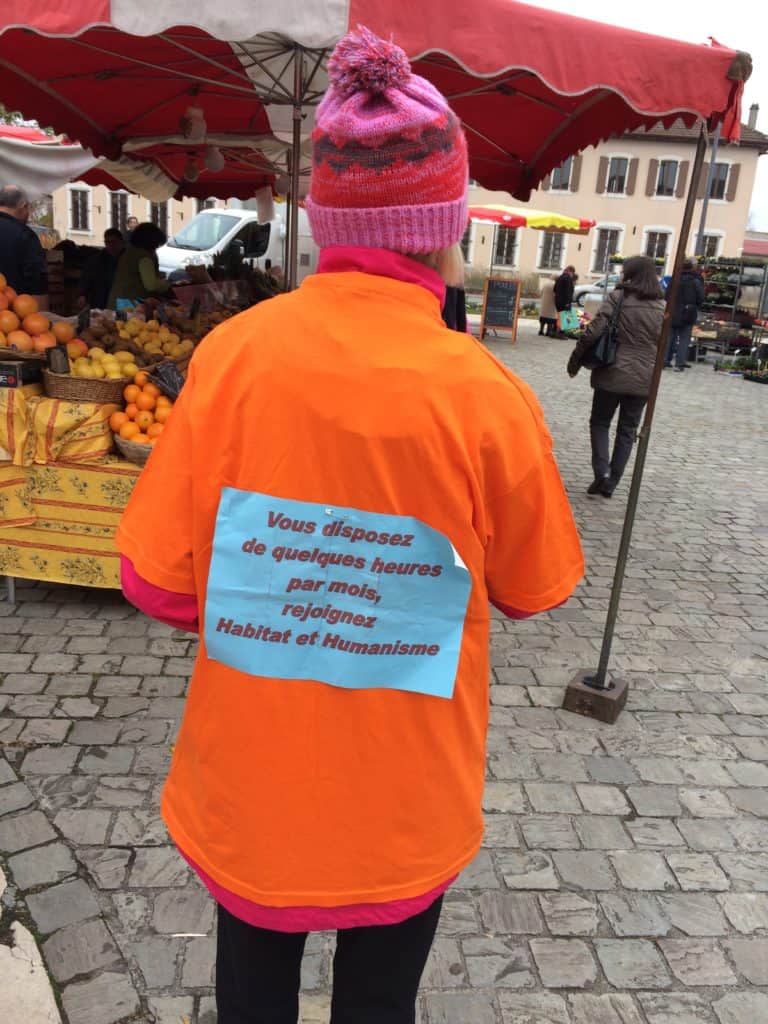 Vous disposez
de quelques heures
par mois,
rejoignez
Habitat et Humanisme